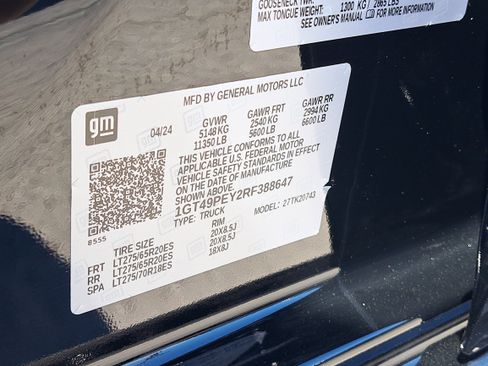 GOOSENECK TWR:
MAX TONGUE WEIGHT: 1300 KG / 2865 LBS
SEE OWNER'S MANUAL FOR MORE INFORMATION
gm
MFD BY GENERAL MOTORS LLC
04/24 GVWR GAWR FRT GAWR RR
5148 KG 2540 KG 2994 KG
11350 LB 5600 LB 6600 LB
THIS VEHICLE CONFORMS TO ALL
APPLICABLE U.S. FEDERAL MOTOR
VEHICLE SAFETY STANDARDS IN EFFECT
ON THE DATE OF MANUFACTURE
SHOWN ABOVE.
1GT49PEY2RF388647
TYPE: TRUCK MODEL: 27TK20743
8555
TIRE SIZE RIM
FRT LT275/65R20ES 20X8.5J
RR LT275/65R20ES 20X8.5J
SPA LT275/70R18ES 18X8J